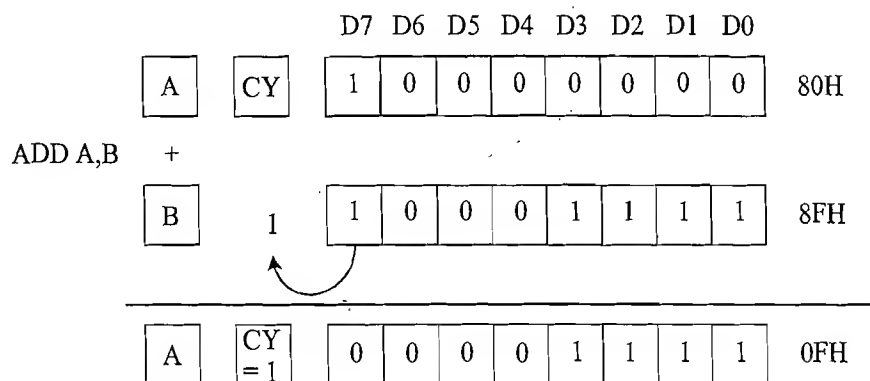 D7 D6 D5 D4 D3 D2 D1 D0
A CY 1 0 0 0 0 0 0 0 80H
ADD A,B +
B 1 1 0 0 0 1 1 1 1 8FH
A CY = 1 0 0 0 0 1 1 1 1 0FH